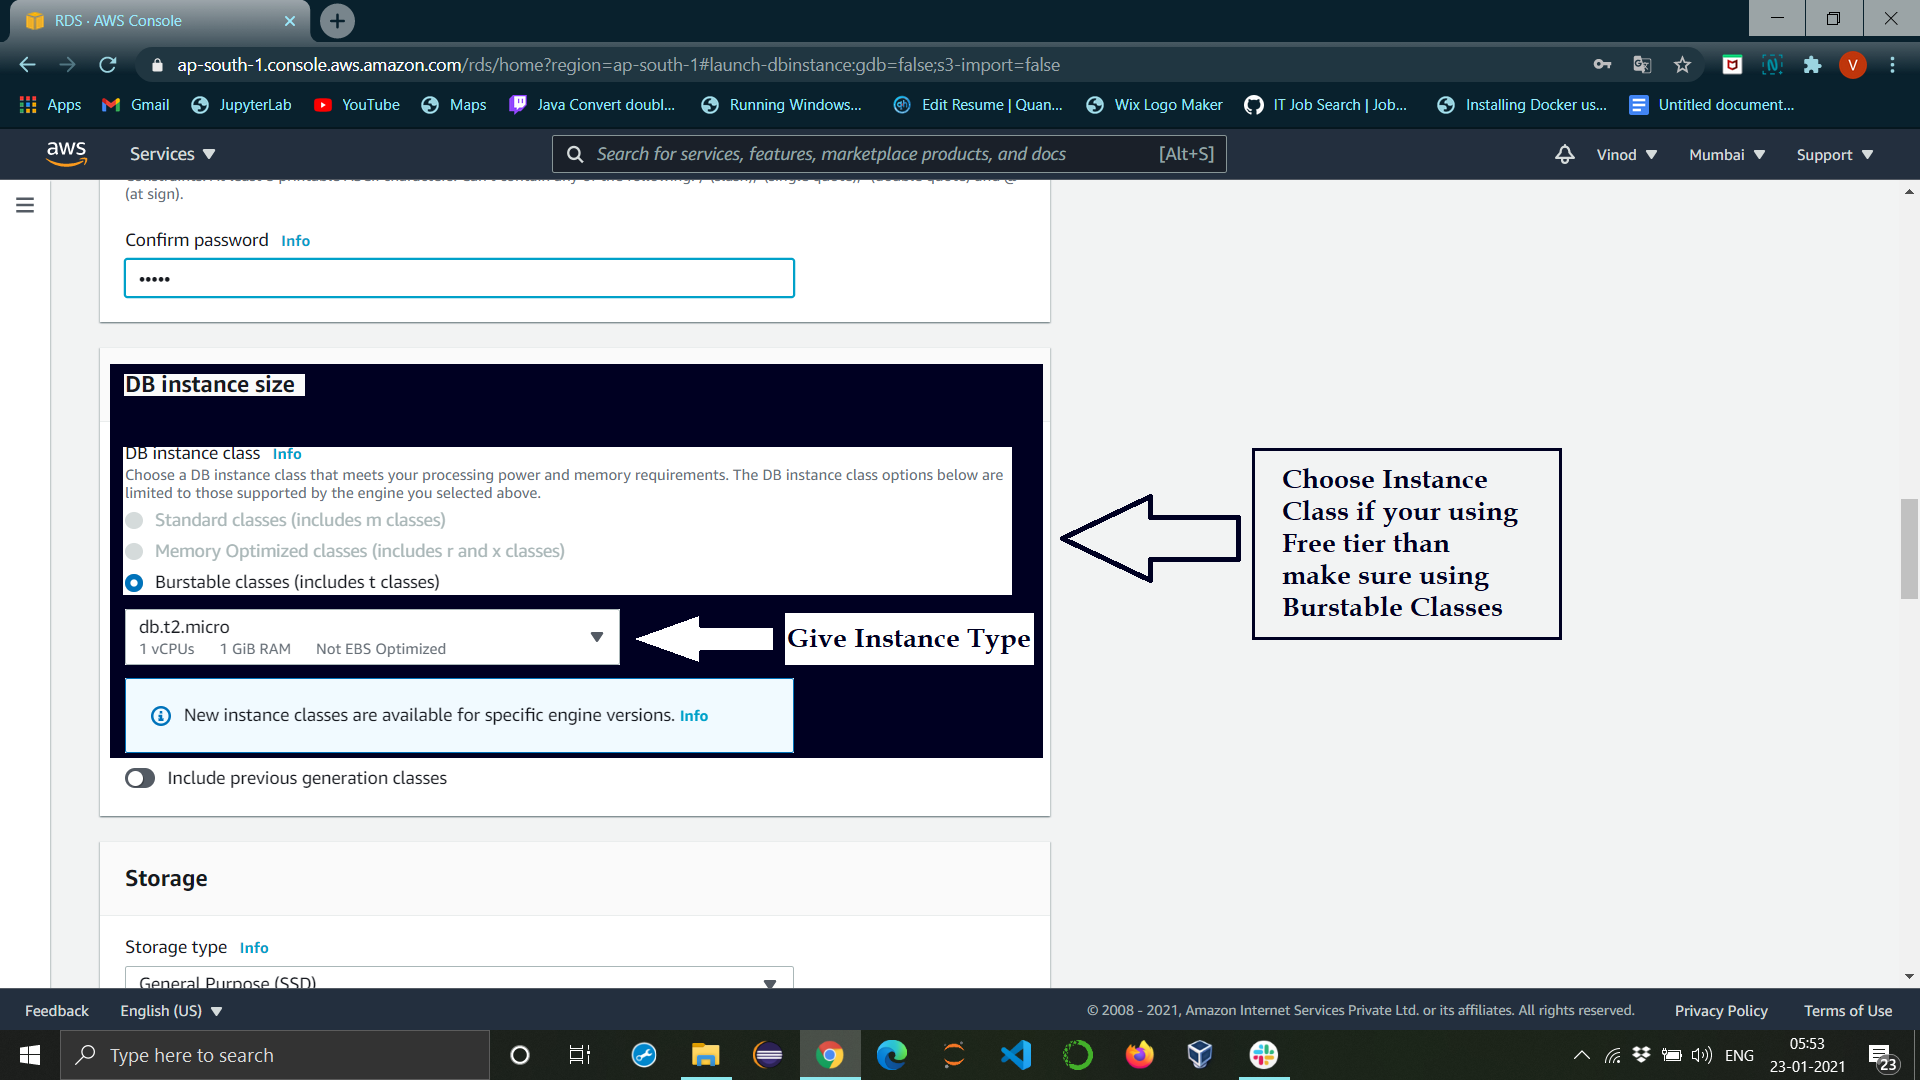 RDS · AWS Console
ap-south-1.console.aws.amazon.com/rds/home?region=ap-south-1#launch-dbinstance:gdb=false;s3-import=false
V
Apps Gmail JupyterLab YouTube Maps Java Convert doubl... Running Windows... Edit Resume | Quan... Wix Logo Maker IT Job Search | Job... Installing Docker us... Untitled document...
aws Services Search for services, features, marketplace products, and docs [Alt+S] Vinod Mumbai Support
(at sign).
Confirm password Info
•••••
DB instance size
DB instance class Info
Choose a DB instance class that meets your processing power and memory requirements. The DB instance class options below are
limited to those supported by the engine you selected above.
Standard classes (includes m classes)
Memory Optimized classes (includes r and x classes)
Burstable classes (includes t classes)
db.t2.micro
1 vCPUs 1 GiB RAM Not EBS Optimized
Give Instance Type
New instance classes are available for specific engine versions. Info
Include previous generation classes
Choose Instance
Class if your using
Free tier than
make sure using
Burstable Classes
Storage
Storage type Info
General Purpose (SSD)
Feedback English (US) © 2008 - 2021, Amazon Internet Services Private Ltd. or its affiliates. All rights reserved. Privacy Policy Terms of Use
Type here to search
ENG
05:53
23-01-2021
23